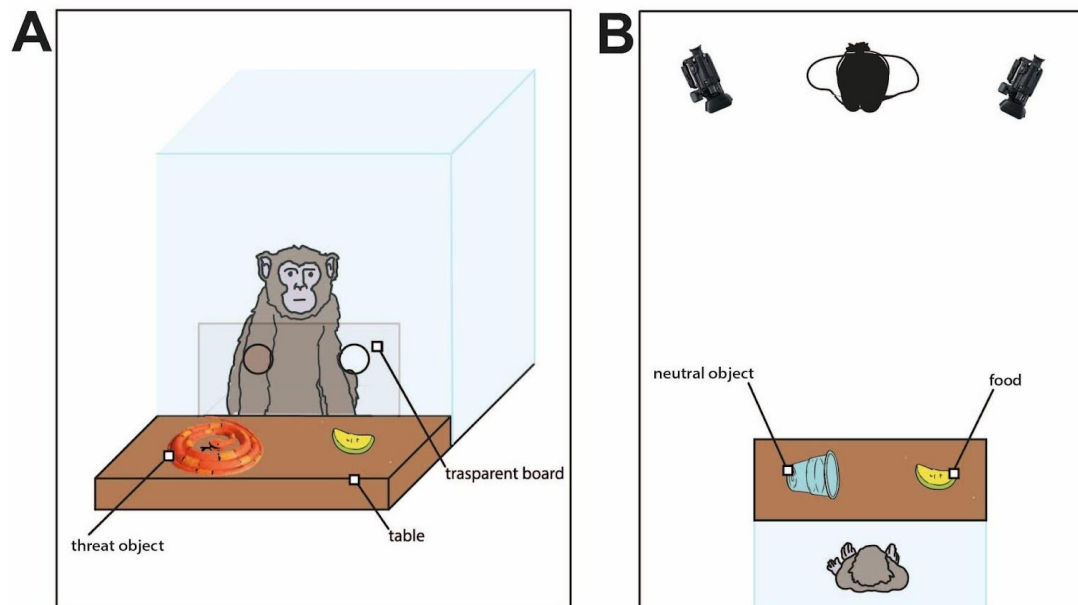 A
trasparent board
table
threat object
B
neutral object
food